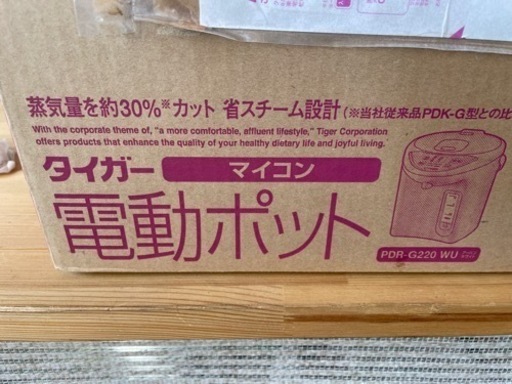 蒸気量を約30%※カット 省スチーム設計(※当社従来品PDK-G型との比
With the corporate theme of, "a more comfortable, affluent lifestyle," Tiger Corporation
offers products that enhance the quality of your healthy dietary life and joyful living.
タイガー マイコン
電動ポット
PDR-G220 WU